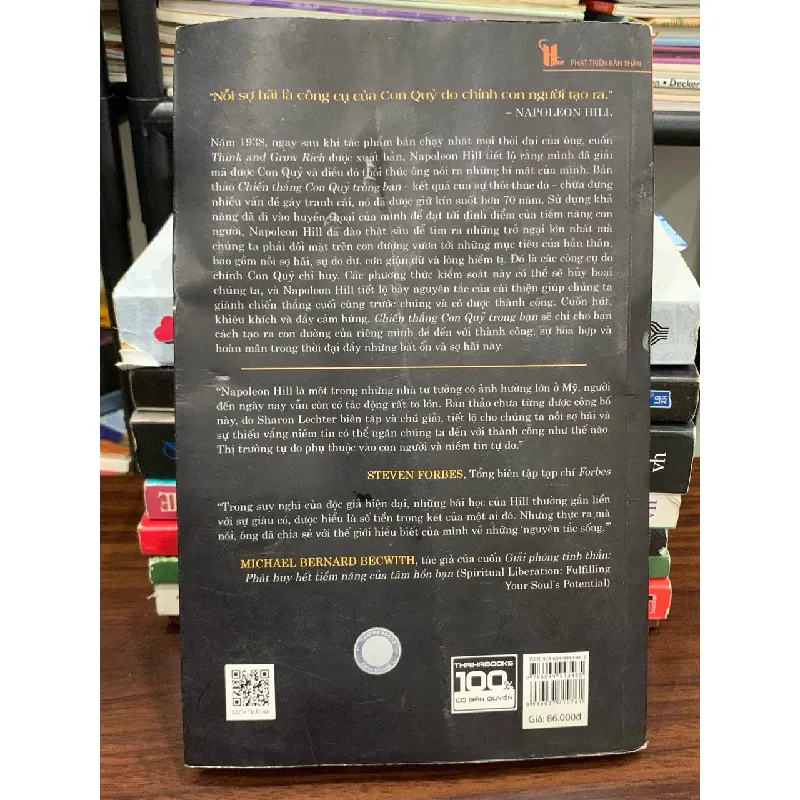 PHÁT TRIỂN BẢN THÂN
"Nỗi sợ hãi là công cụ của Con Quỷ do chính con người tạo ra."
– NAPOLEON HILL
Năm 1938, ngay sau khi tác phẩm bán chạy nhất mọi thời đại của ông, cuốn
Think and Grow Rich được xuất bản, Napoleon Hill tiết lộ rằng mình đã giải
mã được Con Quỷ và điều đó thôi thúc ông nói ra những bí mật của mình. Bản
thảo Chiến thắng Con Quỷ trong bạn – kết quả của sự thôi thúc đó – chứa đựng
nhiều vấn đề gây tranh cãi, nó đã được giữ kín suốt hơn 70 năm. Sử dụng khả
năng đã đi vào huyền thoại của mình để đạt tới đỉnh điểm của tiềm năng con
người, Napoleon Hill đã đào thật sâu để tìm ra những trở ngại lớn nhất mà
chúng ta phải đối mặt trên con đường vươn tới những mục tiêu của bản thân,
bao gồm nỗi sợ hãi, sự do dự, cơn giận dữ và lòng hiềm tị. Đó là các công cụ do
chính Con Quỷ chỉ huy. Các phương thức kiểm soát này có thể sẽ hủy hoại
chúng ta, và Napoleon Hill tiết lộ bảy nguyên tắc của cải thiện giúp chúng ta
giành chiến thắng cuối cùng trước chúng và có được thành công. Cuốn hút,
khiêu khích và đầy cảm hứng, Chiến thắng Con Quỷ trong bạn sẽ chỉ cho bạn
cách tạo ra con đường của riêng mình để đến với thành công, sự hòa hợp và
hoàn mãn trong thời đại đầy những bất ổn và sợ hãi này.
"Napoleon Hill là một trong những nhà tư tưởng có ảnh hưởng lớn ở Mỹ, người
đến ngày nay vẫn còn có tác động rất to lớn. Bản thảo chưa từng được công bố
này, do Sharon Lechter biên tập và chú giải, tiết lộ cho chúng ta nỗi sợ hãi và
sự thiếu vắng niềm tin có thể ngăn chúng ta đến với thành công như thế nào.
Thị trường tự do phụ thuộc vào con người và niềm tin tự do."
STEVEN FORBES, Tổng biên tập tạp chí Forbes
"Trong suy nghĩ của độc giả hiện đại, những bài học của Hill thường gắn liền
với sự giàu có, được hiểu là số tiền trong két của một ai đó. Nhưng thực ra mà
nói, ông đã chia sẻ với thế giới hiểu biết của mình về những 'nguyên tắc sống.'"
MICHAEL BERNARD BECWITH, tác giả của cuốn Giải phóng tinh thần:
Phát huy hết tiềm năng của tâm hồn bạn (Spiritual Liberation: Fulfilling
Your Soul's Potential)
SÁCH THÁI HÀ
THAIHABOOKS
100%
CÓ BẢN QUYỀN
Giá: 86.000đ